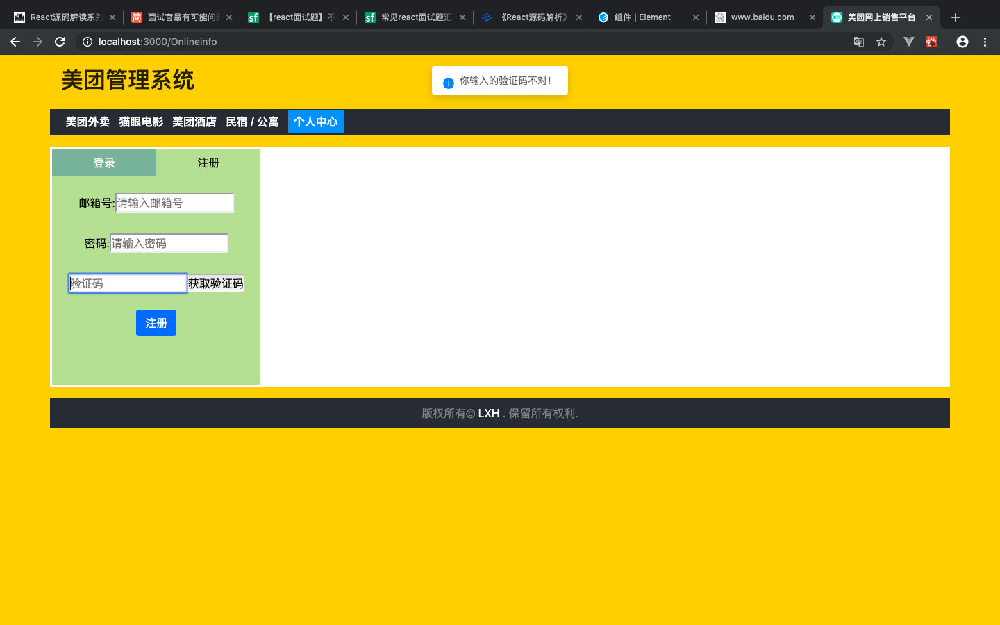 React源码解读系列
面试官最有可能问
【react面试题】不
常见react面试题汇
《React源码解析》
组件 | Element
www.baidu.com
美团网上销售平台
localhost:3000/Onlineinfo
美团管理系统
你输入的验证码不对!
美团外卖 猫眼电影 美团酒店 民宿 / 公寓 个人中心
登录 注册
邮箱号:请输入邮箱号
密码:请输入密码
验证码 获取验证码
注册
版权所有© LXH . 保留所有权利.